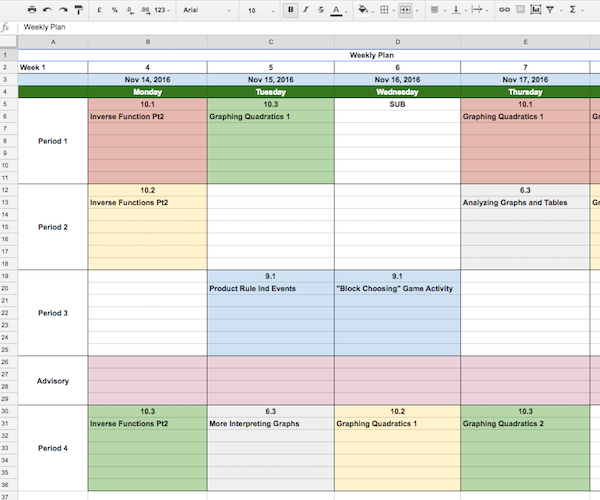 £ % .0 .00 123 Arial 10 B I S A Σ
fx Weekly Plan
A B C D E
1 Weekly Plan
2 Week 1 4 5 6 7
3 Nov 14, 2016 Nov 15, 2016 Nov 16, 2016 Nov 17, 2016
4 Monday Tuesday Wednesday Thursday
5 10.1 10.3 SUB 10.1
6 Inverse Function Pt2 Graphing Quadratics 1 Graphing Quadratics 1 Gr
7
8 Period 1
9
10
11
12 10.2 6.3
13 Inverse Functions Pt2 Analyzing Graphs and Tables Gr
14
15 Period 2
16
17
18
19 9.1 9.1
20 Product Rule Ind Events "Block Choosing" Game Activity
21
22 Period 3
23
24
25
26
27 Advisory
28
29
30 10.3 6.3 10.2 10.3
31 Inverse Functions Pt2 More Interpreting Graphs Graphing Quadratics 1 Graphing Quadratics 2
32
33 Period 4
34
35
36
37